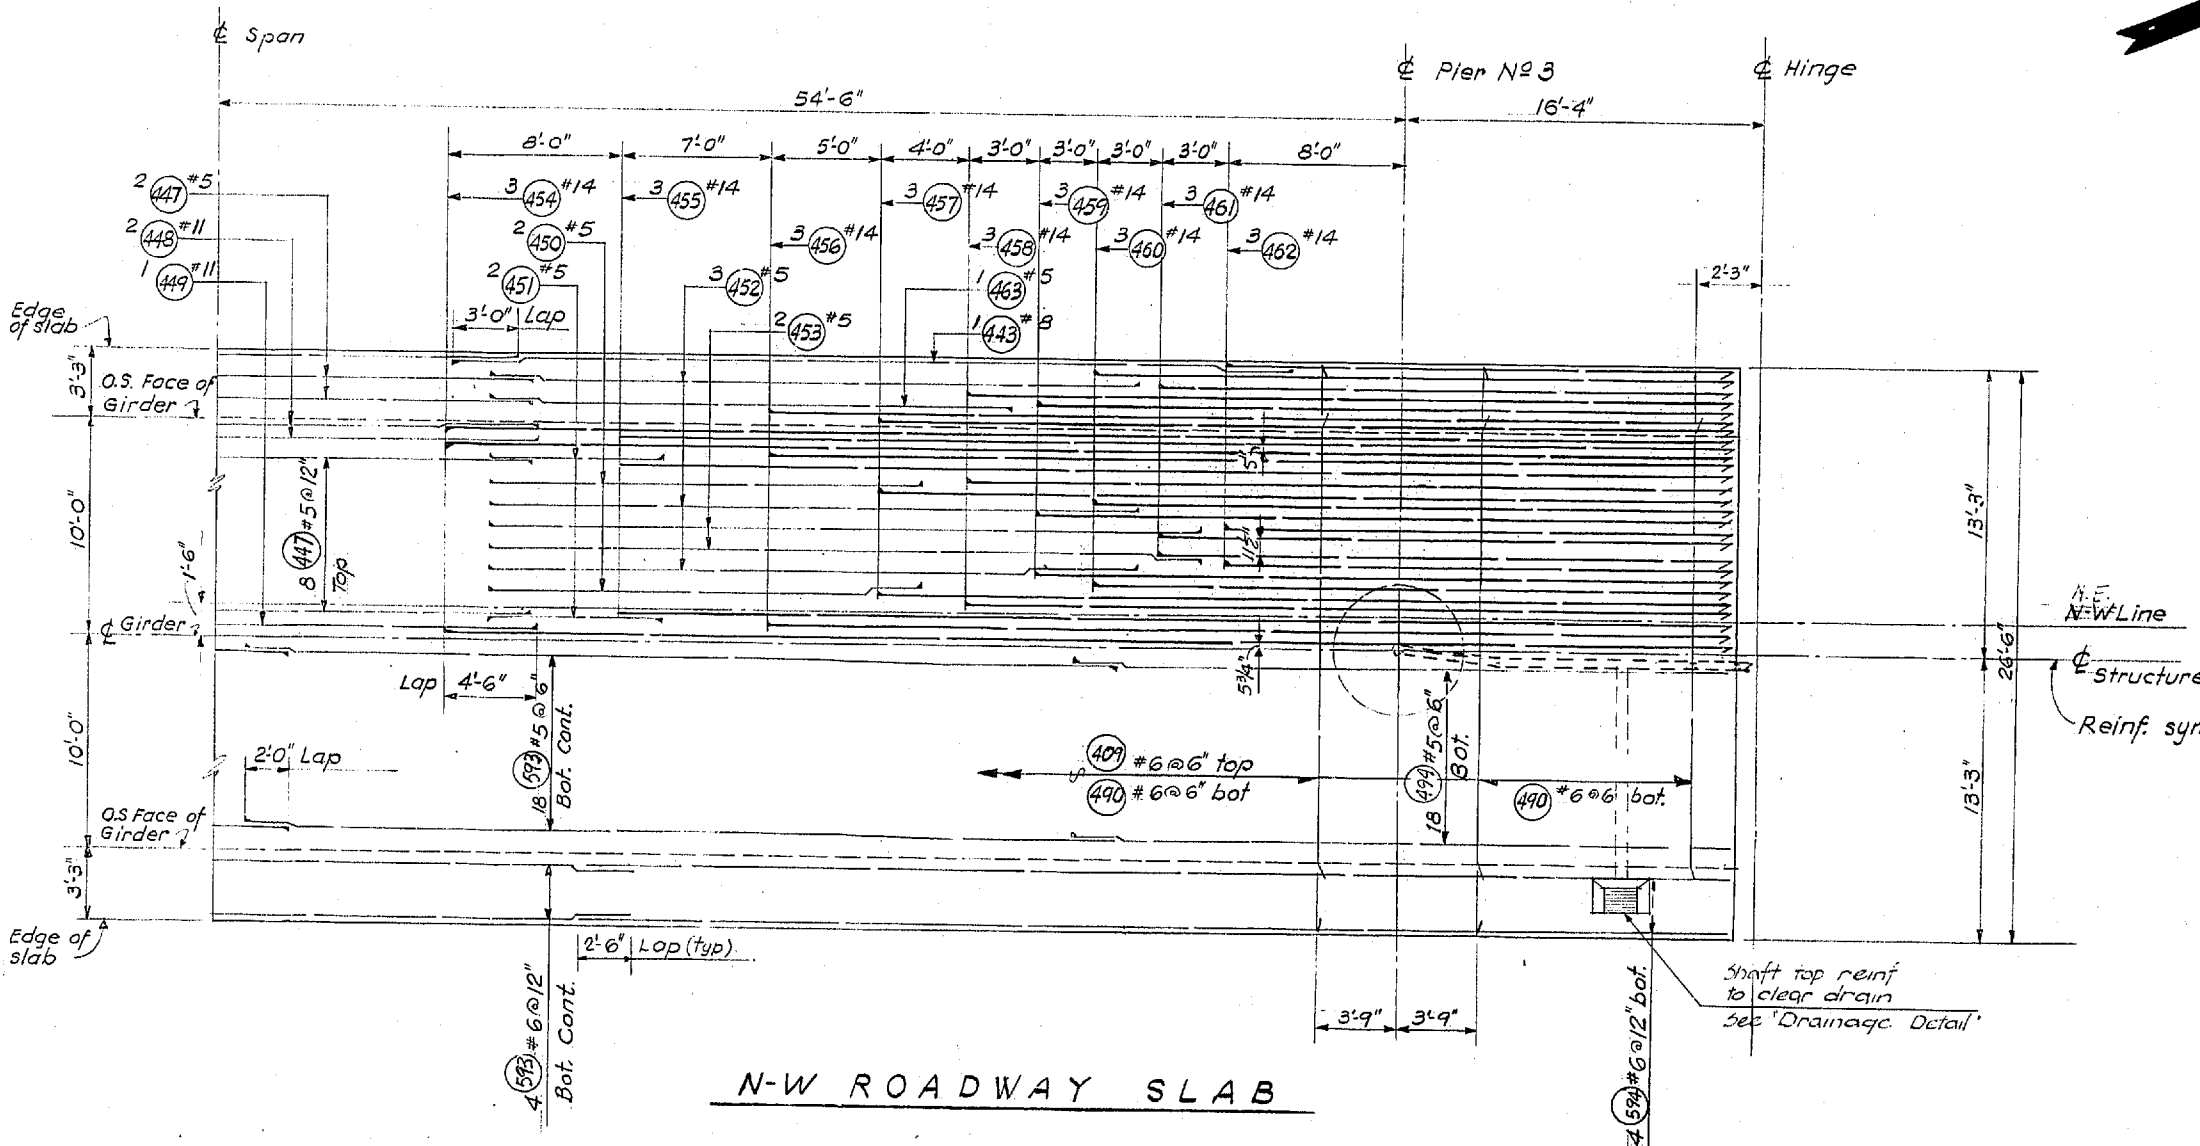 ℄ Span
℄ Pier Nº 3
℄ Hinge
54'-6"
16'-4"
8'-0"
7'-0"
5'-0"
4'-0"
3'-0"
3'-0"
3'-0"
3'-0"
8'-0"
2 447 #5
2 448 #11
1 449 #11
3 454 #14
3 455 #14
3 457 #14
3 459 #14
3 461 #14
2 450 #5
3 456 #14
3 458 #14
3 460 #14
3 462 #14
2 451 #5
3 452 #5
1 463 #5
2 453 #5
1 443 #8
2'-3"
3'-0" Lap
Edge
of slab
3'-3"
O.S. Face of
Girder
10'-0"
8 447 #5@12"
Top
1'-6"
℄ Girder
5"
11½"
5¾"
13'-3"
26'-6"
13'-3"
N.E.
N-W Line
℄ Structure
Reinf. sym
Lap 4'-6"
18 593 #5@6"
Bot. Cont.
10'-0"
2'-0" Lap
409 #6@6" top
490 #6@6" bot
18 494 #5@6"
Bot.
490 #6@6" bot.
O.S Face of
Girder
3'-3"
Edge of
slab
2'-6" Lap (typ)
4 593 #6@12"
Bot. Cont.
3'-9"
3'-9"
4 594 #6@12" bot.
Shaft top reinf
to clear drain
See "Drainage Detail"
N-W ROADWAY SLAB